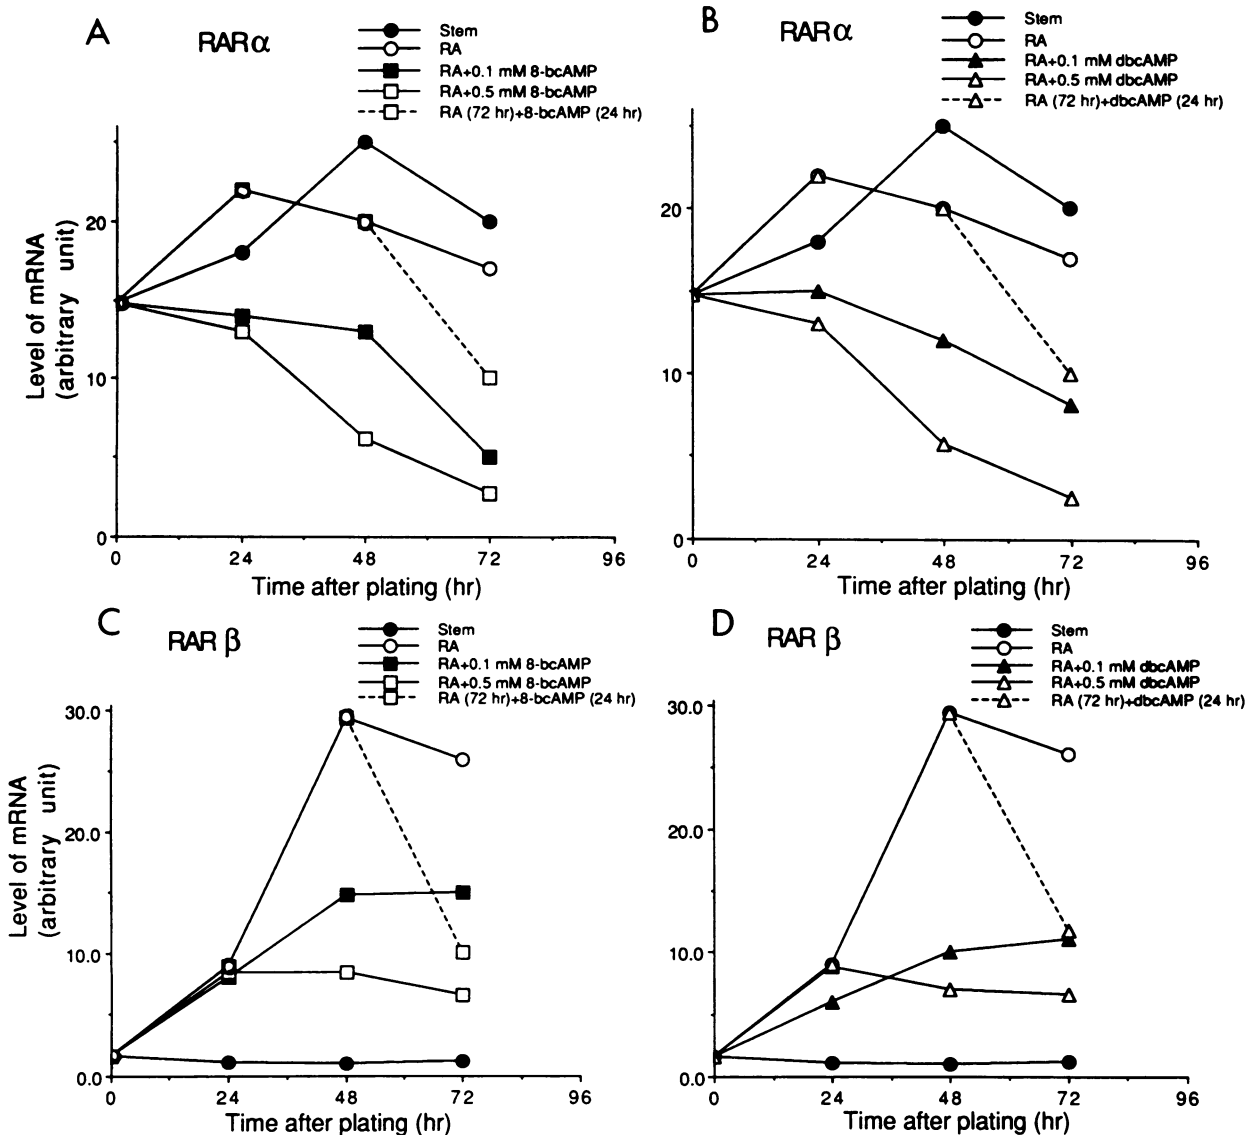 A
RAR α
Stem
RA
RA+0.1 mM 8-bcAMP
RA+0.5 mM 8-bcAMP
RA (72 hr)+8-bcAMP (24 hr)
Level of mRNA
(arbitrary unit)
20
10
0
0 24 48 72 96
Time after plating (hr)
B
RAR α
Stem
RA
RA+0.1 mM dbcAMP
RA+0.5 mM dbcAMP
RA (72 hr)+dbcAMP (24 hr)
20
10
0
0 24 48 72 96
Time after plating (hr)
C
RAR β
Stem
RA
RA+0.1 mM 8-bcAMP
RA+0.5 mM 8-bcAMP
RA (72 hr)+8-bcAMP (24 hr)
Level of mRNA
(arbitrary unit)
30.0
20.0
10.0
0.0
0 24 48 72 96
Time after plating (hr)
D
RAR β
Stem
RA
RA+0.1 mM dbcAMP
RA+0.5 mM dbcAMP
RA (72 hr)+dbcAMP (24 hr)
30.0
20.0
10.0
0.0
0 24 48 72 96
Time after plating (hr)